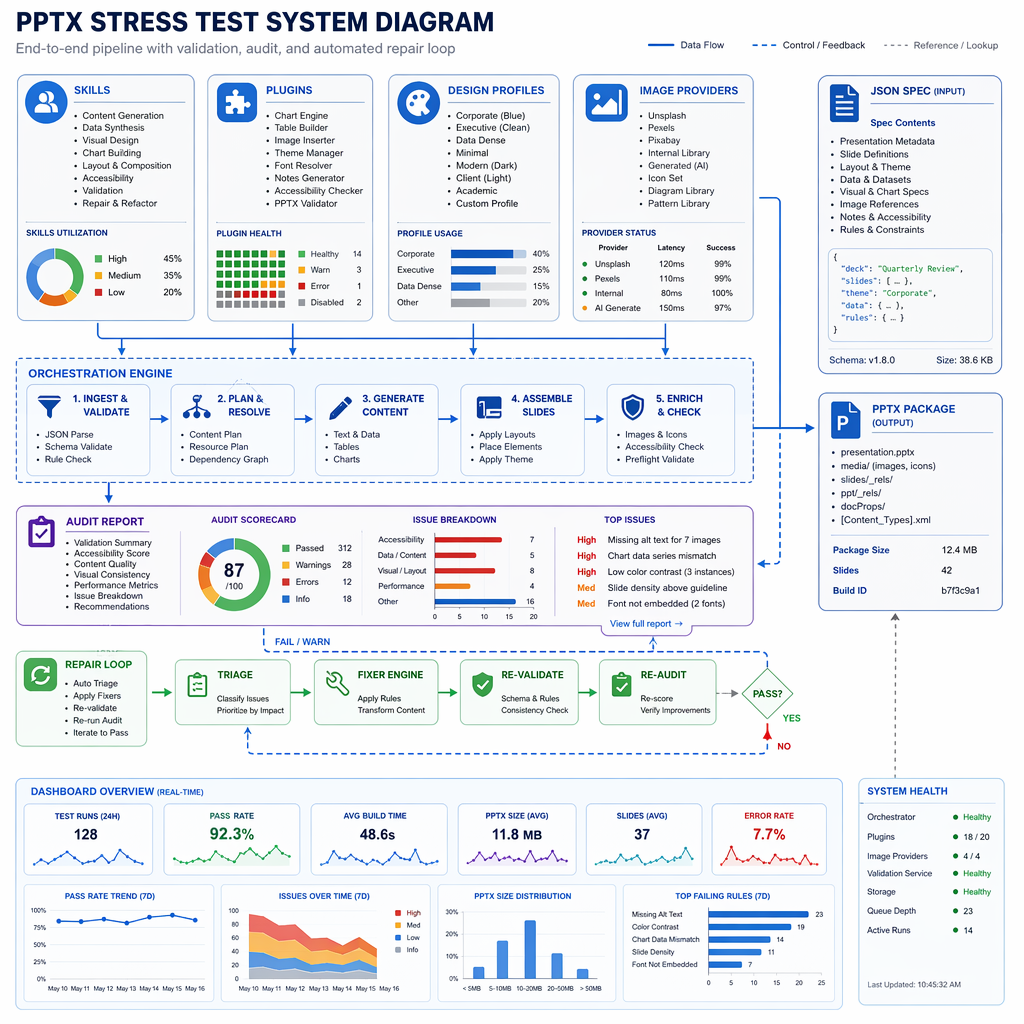 PPTX STRESS TEST SYSTEM DIAGRAM
End-to-end pipeline with validation, audit, and automated repair loop
Data Flow
Control / Feedback
Reference / Lookup
SKILLS
Content Generation
Data Synthesis
Visual Design
Chart Building
Layout & Composition
Accessibility
Validation
Repair & Refactor
SKILLS UTILIZATION
High 45%
Medium 35%
Low 20%
PLUGINS
Chart Engine
Table Builder
Image Inserter
Theme Manager
Font Resolver
Notes Generator
Accessibility Checker
PPTX Validator
PLUGIN HEALTH
Healthy 14
Warn 3
Error 1
Disabled 2
DESIGN PROFILES
Corporate (Blue)
Executive (Clean)
Data Dense
Minimal
Modern (Dark)
Client (Light)
Academic
Custom Profile
PROFILE USAGE
Corporate 40%
Executive 25%
Data Dense 15%
Other 20%
IMAGE PROVIDERS
Unsplash
Pexels
Pixabay
Internal Library
Generated (AI)
Icon Set
Diagram Library
Pattern Library
PROVIDER STATUS
Provider Latency Success
Unsplash 120ms 99%
Pexels 110ms 99%
Internal 80ms 100%
AI Generate 150ms 97%
JSON SPEC (INPUT)
Spec Contents
Presentation Metadata
Slide Definitions
Layout & Theme
Data & Datasets
Visual & Chart Specs
Image References
Notes & Accessibility
Rules & Constraints
{
"deck": "Quarterly Review",
"slides": [ … ],
"theme": "Corporate",
"data": { … },
"rules": { … }
}
Schema: v1.8.0 Size: 38.6 KB
ORCHESTRATION ENGINE
1. INGEST &
VALIDATE
JSON Parse
Schema Validate
Rule Check
2. PLAN &
RESOLVE
Content Plan
Resource Plan
Dependency Graph
3. GENERATE
CONTENT
Text & Data
Tables
Charts
4. ASSEMBLE
SLIDES
Apply Layouts
Place Elements
Apply Theme
5. ENRICH
& CHECK
Images & Icons
Accessibility Check
Preflight Validate
P
PPTX PACKAGE
(OUTPUT)
presentation.pptx
media/ (images, icons)
slides/_rels/
ppt/_rels/
docProps/
[Content_Types].xml
Package Size 12.4 MB
Slides 42
Build ID b7f3c9a1
AUDIT REPORT
Validation Summary
Accessibility Score
Content Quality
Visual Consistency
Performance Metrics
Issue Breakdown
Recommendations
AUDIT SCORECARD
87
/100
Passed 312
Warnings 28
Errors 12
Info 18
ISSUE BREAKDOWN
Accessibility 7
Data / Content 5
Visual / Layout 8
Performance 4
Other 16
0 5 10 15 20
TOP ISSUES
High Missing alt text for 7 images
High Chart data series mismatch
High Low color contrast (3 instances)
Med Slide density above guideline
Med Font not embedded (2 fonts)
View full report →
FAIL / WARN
REPAIR LOOP
Auto Triage
Apply Fixers
Re-validate
Re-run Audit
Iterate to Pass
TRIAGE
Classify Issues
Prioritize by Impact
FIXER ENGINE
Apply Rules
Transform Content
RE-VALIDATE
Schema & Rules
Consistency Check
RE-AUDIT
Re-score
Verify Improvements
PASS?
YES
NO
DASHBOARD OVERVIEW (REAL-TIME)
TEST RUNS (24H)
128
PASS RATE
92.3%
AVG BUILD TIME
48.6s
PPTX SIZE (AVG)
11.8 MB
SLIDES (AVG)
37
ERROR RATE
7.7%
PASS RATE TREND (7D)
100%
75%
50%
25%
0%
May 10 May 11 May 12 May 13 May 14 May 15 May 16
ISSUES OVER TIME (7D)
100
80
60
40
20
0
May 10 May 11 May 12 May 13 May 14 May 15 May 16
High
Med
Low
Info
PPTX SIZE DISTRIBUTION
30%
20%
10%
0%
< 5MB 5-10MB 10-20MB 20-50MB > 50MB
TOP FAILING RULES (7D)
Missing Alt Text 23
Color Contrast 19
Chart Data Mismatch 14
Slide Density 11
Font Not Embedded 7
0 5 10 15 20 25
SYSTEM HEALTH
Orchestrator Healthy
Plugins 18 / 20
Image Providers 4 / 4
Validation Service Healthy
Storage Healthy
Queue Depth 23
Active Runs 14
Last Updated: 10:45:32 AM